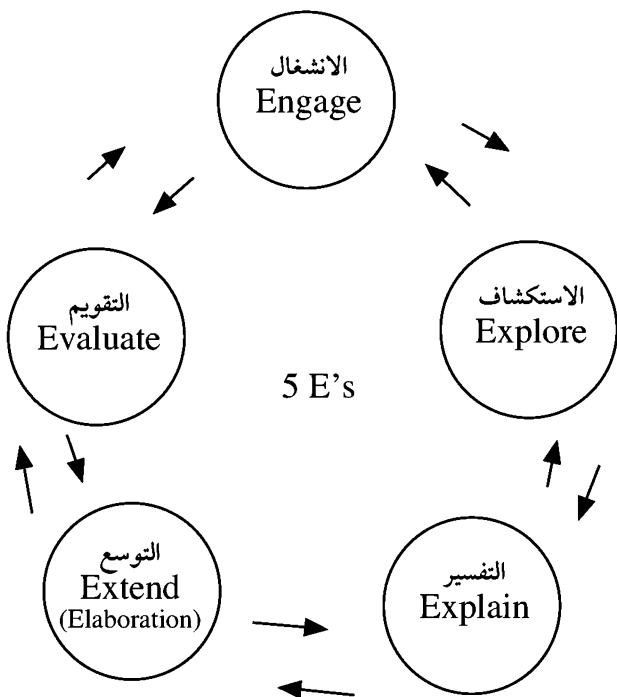 الانشغال
Engage
الاستكشاف
Explore
التفسير
Explain
التوسع
Extend
(Elaboration)
التقويم
Evaluate
5 E's